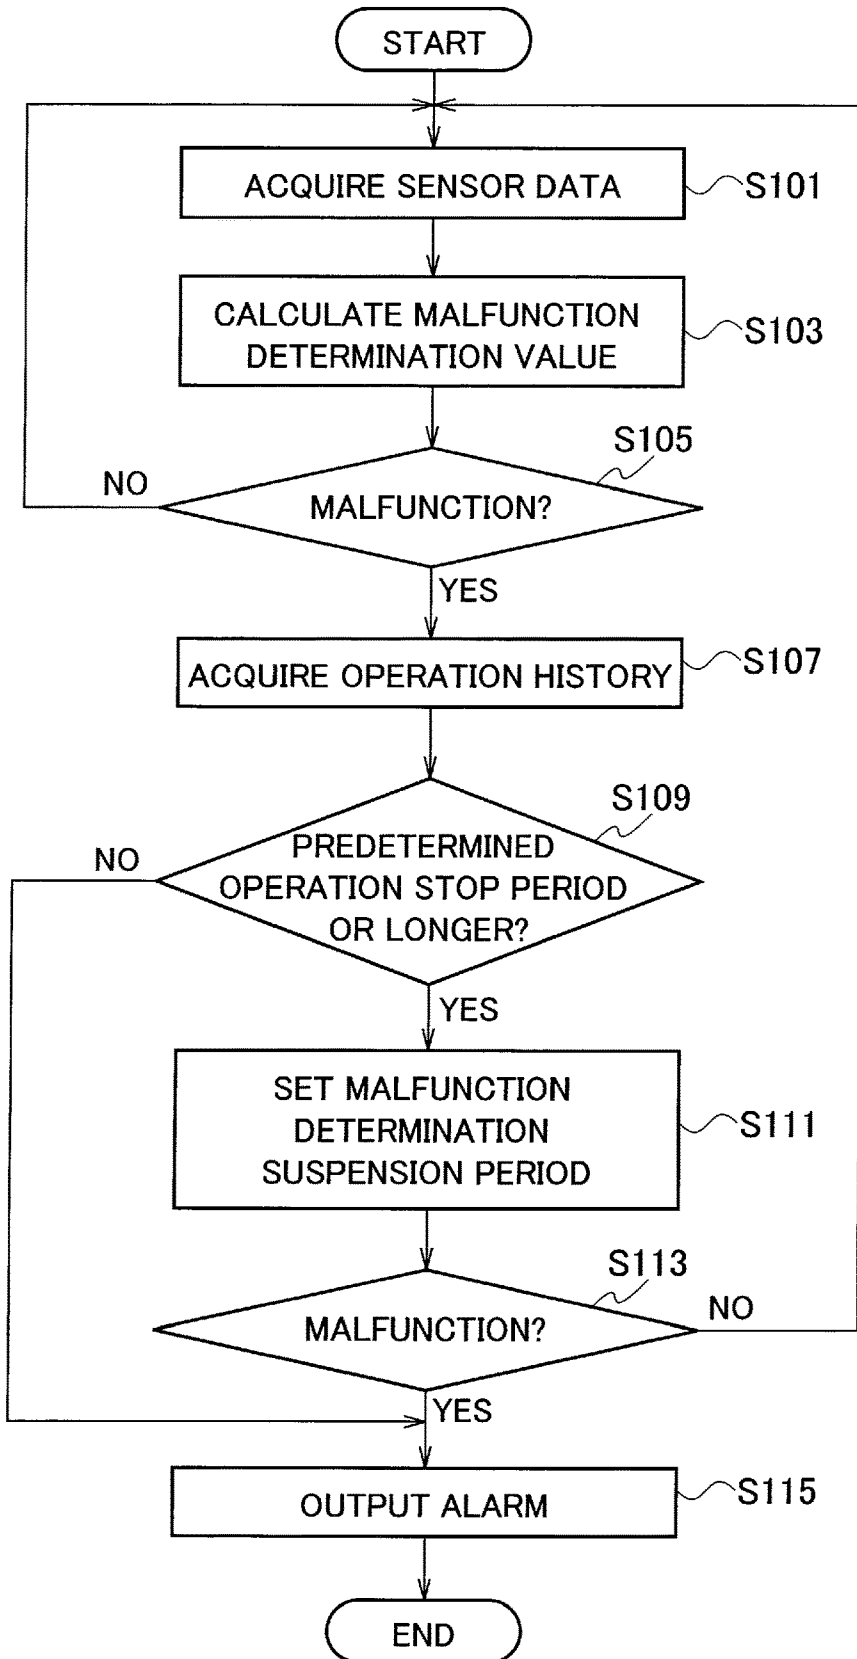 START
ACQUIRE SENSOR DATA
S101
CALCULATE MALFUNCTION
DETERMINATION VALUE
S103
S105
NO
MALFUNCTION?
YES
ACQUIRE OPERATION HISTORY
S107
S109
NO
PREDETERMINED
OPERATION STOP PERIOD
OR LONGER?
YES
SET MALFUNCTION
DETERMINATION
SUSPENSION PERIOD
S111
S113
MALFUNCTION?
NO
YES
OUTPUT ALARM
S115
END